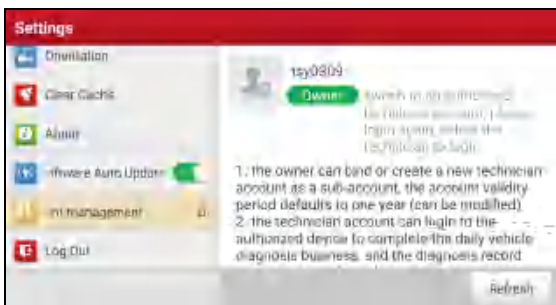 Settings
Orientation
Clear Cache
About
Auto Update
management
Log Out
tsy0309
Owner
1. the owner can bind or create a new technician
account as a sub-account, the account validity
period defaults to one year (can be modified)
2. the technician account can login to the
authorized device to complete the daily vehicle
diagnosis business, and the diagnosis record
Refresh